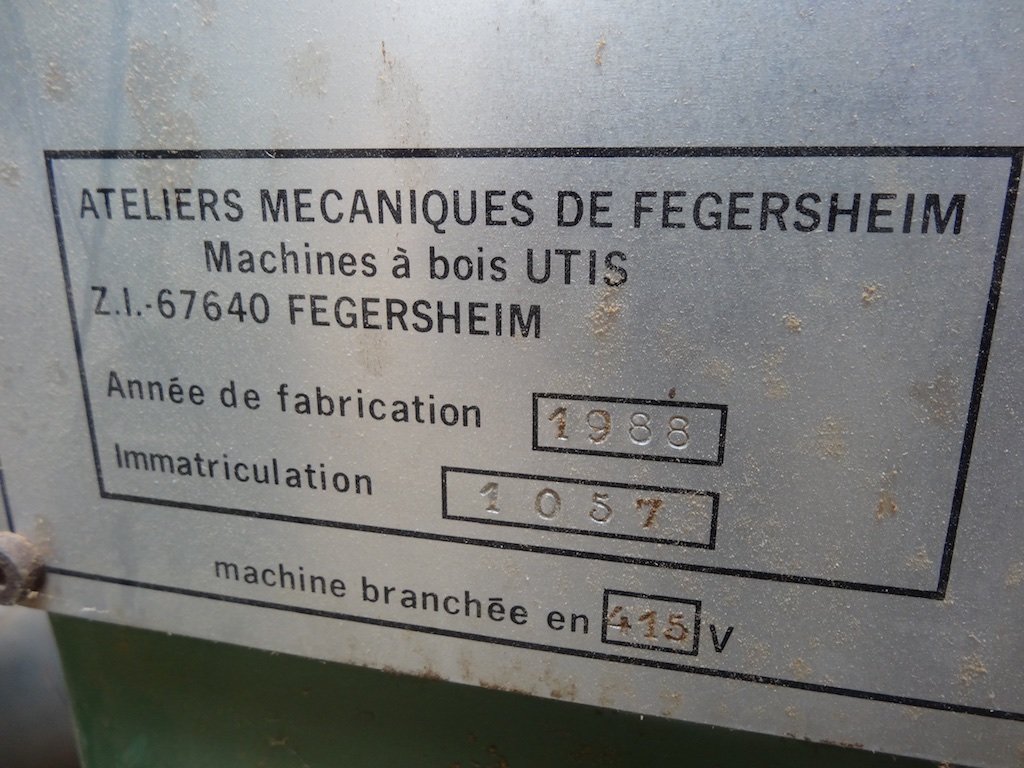 ATELIERS MECANIQUES DE FEGERSHEIM
Machines à bois UTIS
Z.I.-67640 FEGERSHEIM
Année de fabrication 1988
Immatriculation 1057
machine branchée en 415 V